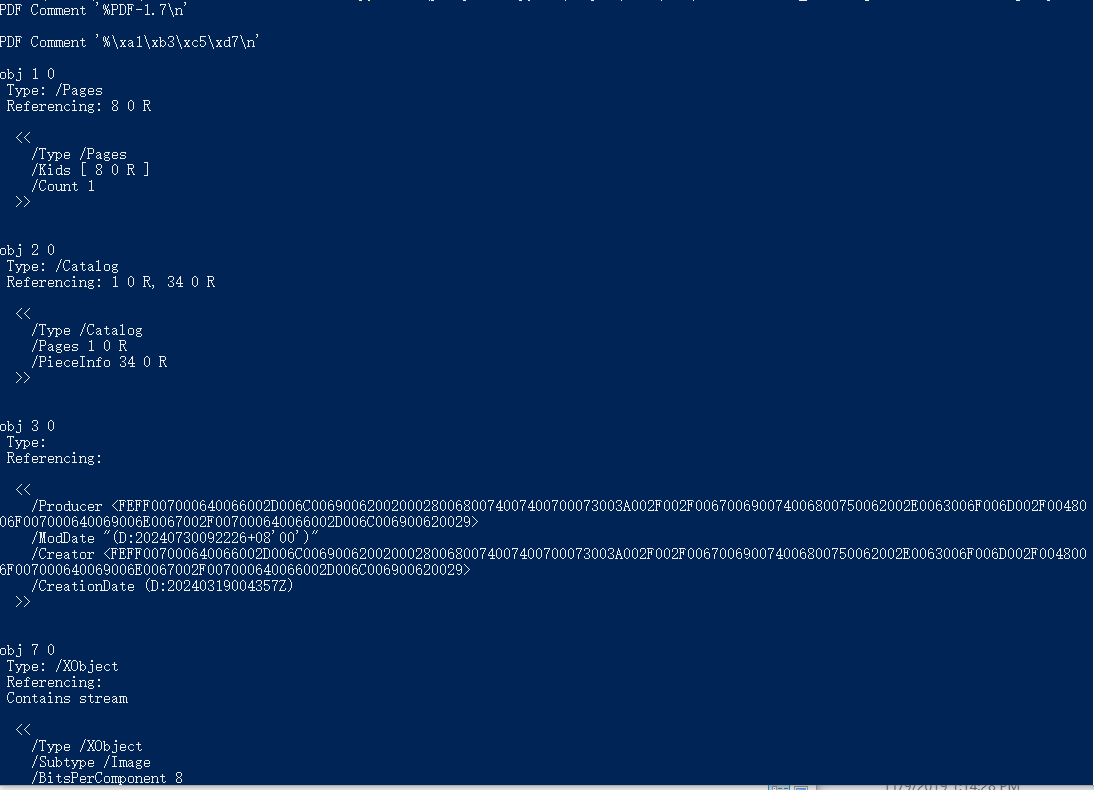 PDF Comment '%PDF-1.7\n'
PDF Comment '%\xa1\xb3\xc5\xd7\n'
obj 1 0
Type: /Pages
Referencing: 8 0 R
<<
/Type /Pages
/Kids [ 8 0 R ]
/Count 1
>>
obj 2 0
Type: /Catalog
Referencing: 1 0 R, 34 0 R
<<
/Type /Catalog
/Pages 1 0 R
/PieceInfo 34 0 R
>>
obj 3 0
Type:
Referencing:
<<
/Producer <FEFF007000640066002D006C006900620020002800680074007400700073003A002F002F006700690074006800750062002E0063006F006D002F00480
06F007000640069006E0067002F007000640066002D006C006900620029>
/ModDate "(D:20240730092226+08'00')"
/Creator <FEFF007000640066002D006C006900620020002800680074007400700073003A002F002F006700690074006800750062002E0063006F006D002F00480
06F007000640069006E0067002F007000640066002D006C006900620029>
/CreationDate (D:20240319004357Z)
>>
obj 7 0
Type: /XObject
Referencing:
Contains stream
<<
/Type /XObject
/Subtype /Image
/BitsPerComponent 8